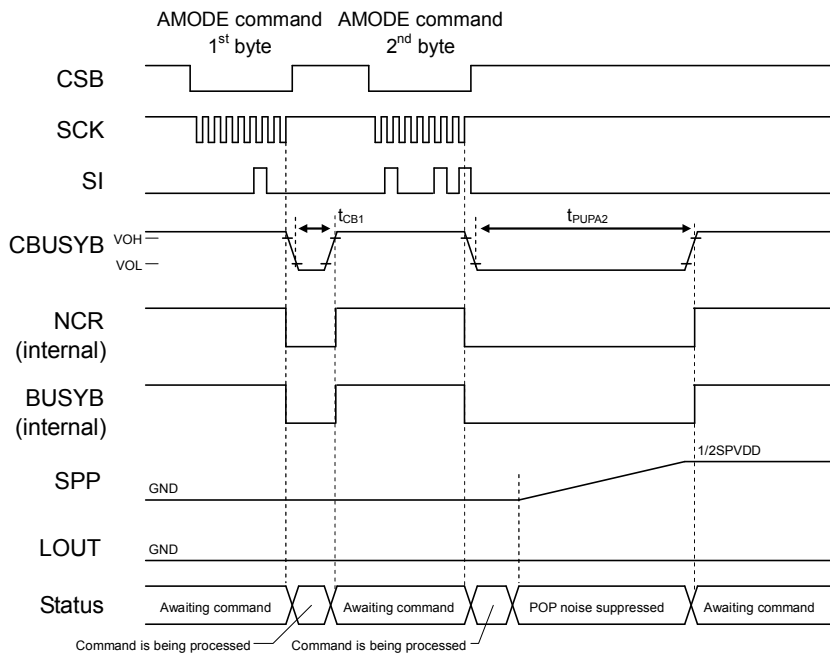 AMODE command
1st byte
AMODE command
2nd byte
CSB
SCK
SI
tCB1
tPUPA2
CBUSYB
VOH
VOL
NCR
(internal)
BUSYB
(internal)
SPP
GND
1/2SPVDD
LOUT
GND
Status
Awaiting command
Awaiting command
POP noise suppressed
Awaiting command
Command is being processed
Command is being processed